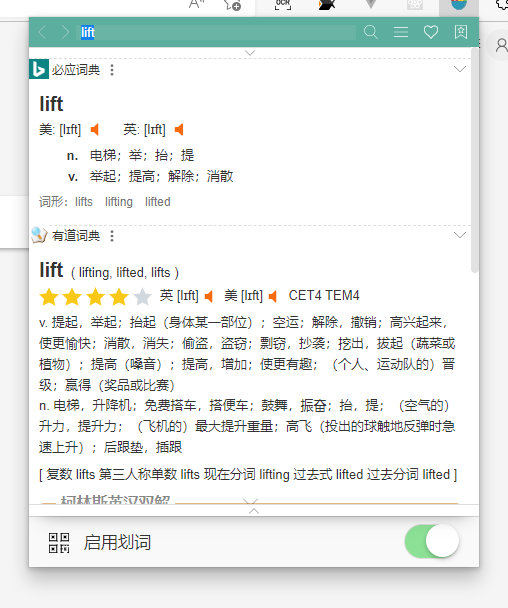 OCR
lift
必应词典
lift
美: [lɪft] 英: [lɪft]
n. 电梯；举；抬；提
v. 举起；提高；解除；消散
词形：lifts lifting lifted
有道词典
lift ( lifting, lifted, lifts )
英 [lɪft] 美 [lɪft] CET4 TEM4
v. 提起，举起；抬起（身体某一部位）；空运；解除，撤销；高兴起来，
使更愉快；消散，消失；偷盗，盗窃；剽窃，抄袭；挖出，拔起（蔬菜或
植物）；提高（嗓音）；提高，增加；使更有趣；（个人、运动队的）晋
级；赢得（奖品或比赛）
n. 电梯，升降机；免费搭车，搭便车；鼓舞，振奋；抬，提；（空气的）
升力，提升力；（飞机的）最大提升重量；高飞（投出的球触地反弹时急
速上升）；后跟垫，插跟
[ 复数 lifts 第三人称单数 lifts 现在分词 lifting 过去式 lifted 过去分词 lifted ]
柯林斯英汉双解
启用划词